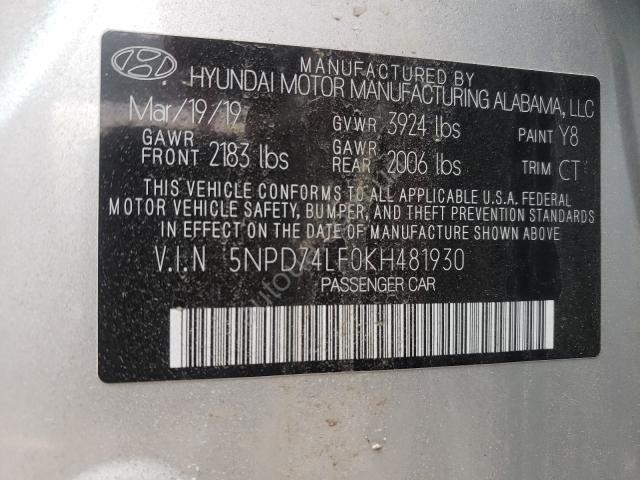 MANUFACTURED BY
HYUNDAI MOTOR MANUFACTURING ALABAMA, LLC
Mar/19/19 GVWR 3924 lbs PAINT Y8
GAWR FRONT 2183 lbs GAWR REAR 2006 lbs TRIM CT
THIS VEHICLE CONFORMS TO ALL APPLICABLE U.S.A. FEDERAL
MOTOR VEHICLE SAFETY, BUMPER, AND THEFT PREVENTION STANDARDS
IN EFFECT ON THE DATE OF MANUFACTURE SHOWN ABOVE.
V.I.N 5NPD74LF0KH481930
PASSENGER CAR